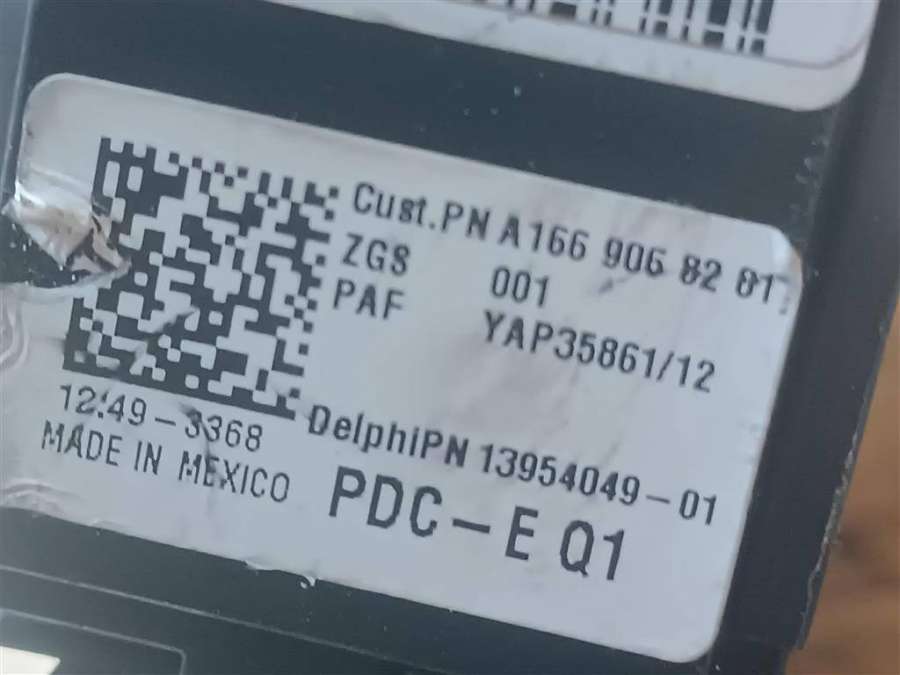 Cust.PN A166 906 82 01
ZGS 001
PAF YAP35861/12
12:49-3368
DelphiPN 13954049-01
MADE IN MEXICO
PDC-E Q1